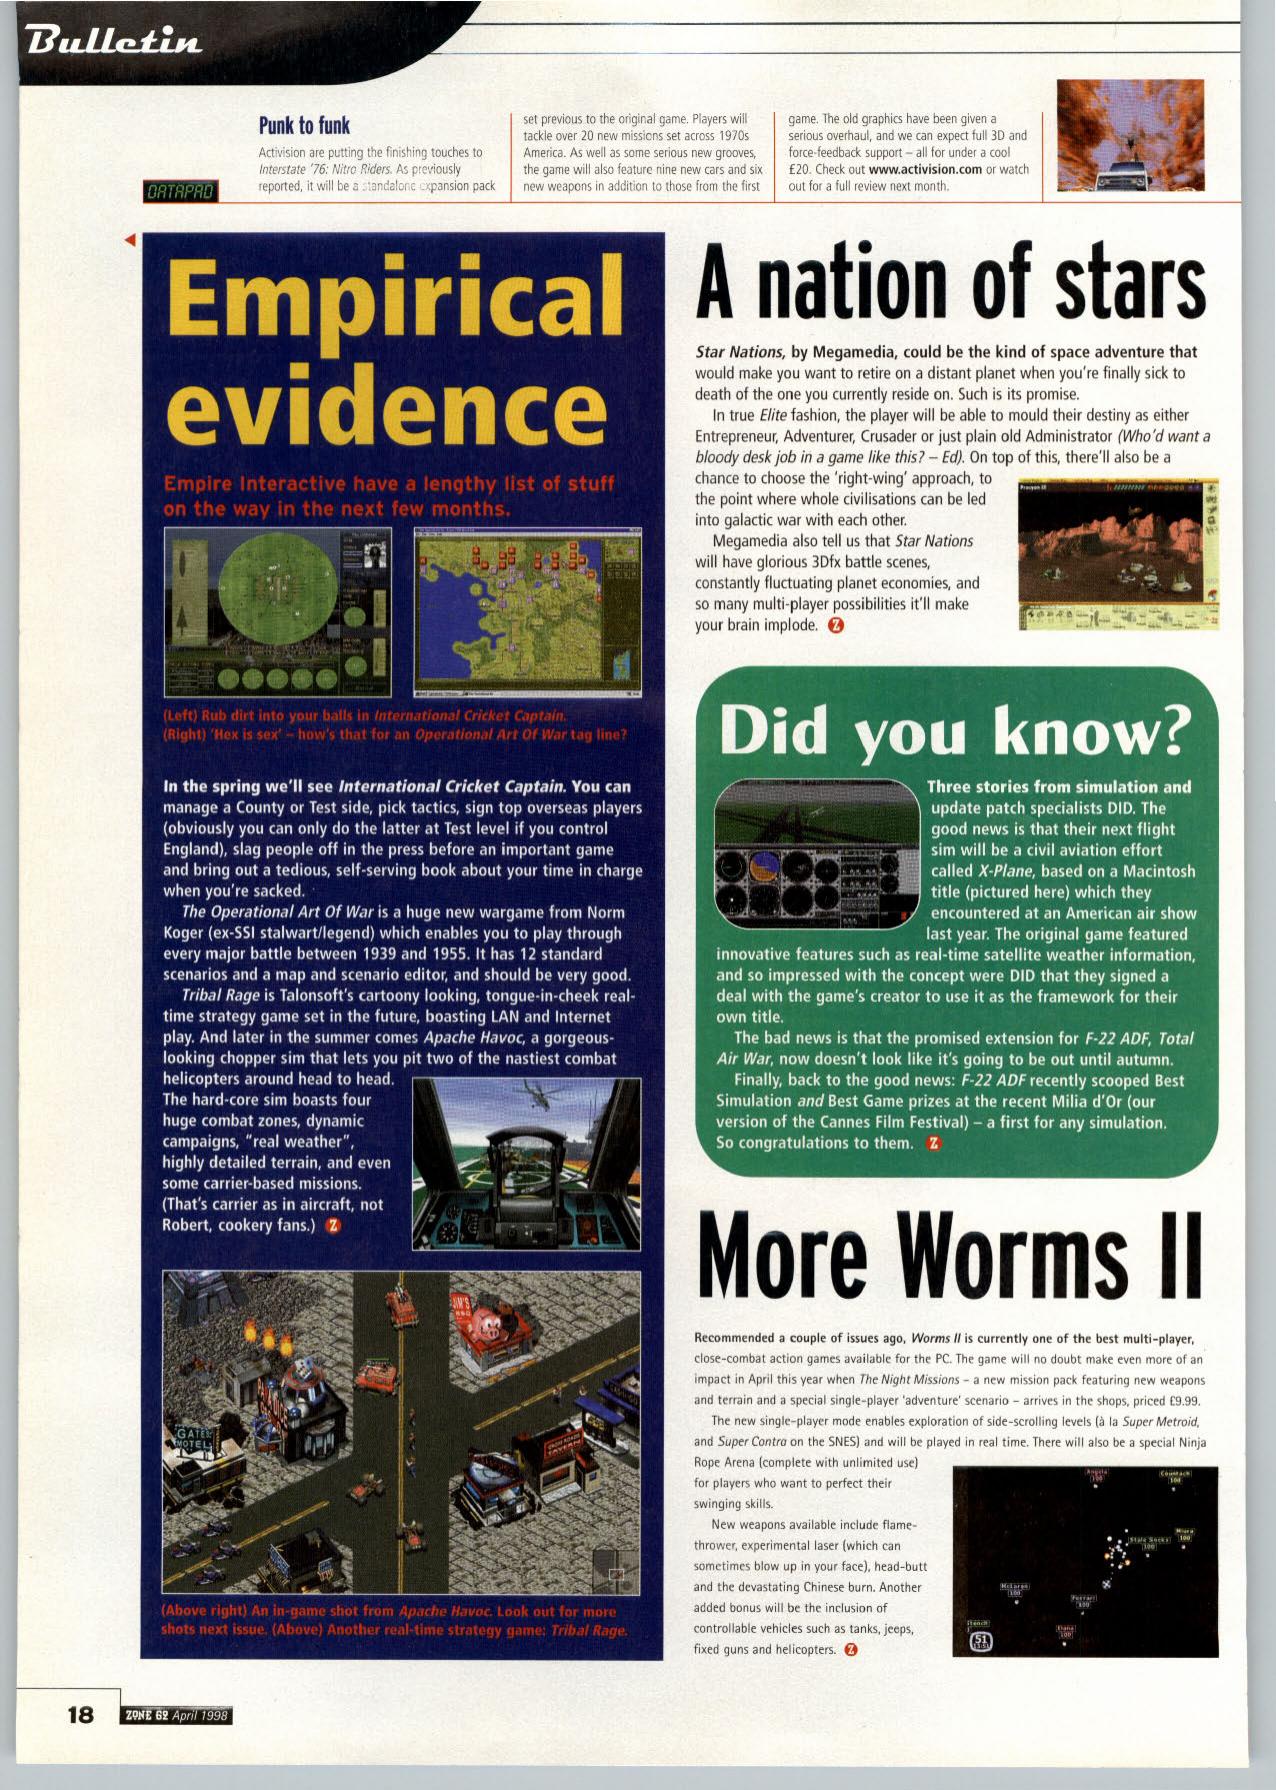 Bulletin
DATAPAD
Punk to funk
Activision are putting the finishing touches to
Interstate '76: Nitro Riders. As previously
reported, it will be a standalone expansion pack
set previous to the original game. Players will
tackle over 20 new missions set across 1970s
America. As well as some serious new grooves,
the game will also feature nine new cars and six
new weapons in addition to those from the first
game. The old graphics have been given a
serious overhaul, and we can expect full 3D and
force-feedback support – all for under a cool
£20. Check out www.activision.com or watch
out for a full review next month.
Empirical
evidence
Empire Interactive have a lengthy list of stuff
on the way in the next few months.
(Left) Rub dirt into your balls in International Cricket Captain.
(Right) 'Hex is sex' – how's that for an Operational Art Of War tag line?
In the spring we'll see International Cricket Captain. You can
manage a County or Test side, pick tactics, sign top overseas players
(obviously you can only do the latter at Test level if you control
England), slag people off in the press before an important game
and bring out a tedious, self-serving book about your time in charge
when you're sacked.
The Operational Art Of War is a huge new wargame from Norm
Koger (ex-SSI stalwart/legend) which enables you to play through
every major battle between 1939 and 1955. It has 12 standard
scenarios and a map and scenario editor, and should be very good.
Tribal Rage is Talonsoft's cartoony looking, tongue-in-cheek real-
time strategy game set in the future, boasting LAN and Internet
play. And later in the summer comes Apache Havoc, a gorgeous-
looking chopper sim that lets you pit two of the nastiest combat
helicopters around head to head.
The hard-core sim boasts four
huge combat zones, dynamic
campaigns, "real weather",
highly detailed terrain, and even
some carrier-based missions.
(That's carrier as in aircraft, not
Robert, cookery fans.) Z
JIM'S
BBQ
GATES
MOTEL
(Above right) An in-game shot from Apache Havoc. Look out for more
shots next issue. (Above) Another real-time strategy game: Tribal Rage.
A nation of stars
Star Nations, by Megamedia, could be the kind of space adventure that
would make you want to retire on a distant planet when you're finally sick to
death of the one you currently reside on. Such is its promise.
In true Elite fashion, the player will be able to mould their destiny as either
Entrepreneur, Adventurer, Crusader or just plain old Administrator (Who'd want a
bloody desk job in a game like this? – Ed). On top of this, there'll also be a
chance to choose the 'right-wing' approach, to
the point where whole civilisations can be led
into galactic war with each other.
Megamedia also tell us that Star Nations
will have glorious 3Dfx battle scenes,
constantly fluctuating planet economies, and
so many multi-player possibilities it'll make
your brain implode. Z
Procyon III
Did you know?
Three stories from simulation and
update patch specialists DID. The
good news is that their next flight
sim will be a civil aviation effort
called X-Plane, based on a Macintosh
title (pictured here) which they
encountered at an American air show
last year. The original game featured
innovative features such as real-time satellite weather information,
and so impressed with the concept were DID that they signed a
deal with the game's creator to use it as the framework for their
own title.
The bad news is that the promised extension for F-22 ADF, Total
Air War, now doesn't look like it's going to be out until autumn.
Finally, back to the good news: F-22 ADF recently scooped Best
Simulation and Best Game prizes at the recent Milia d'Or (our
version of the Cannes Film Festival) – a first for any simulation.
So congratulations to them. Z
More Worms II
Recommended a couple of issues ago, Worms II is currently one of the best multi-player,
close-combat action games available for the PC. The game will no doubt make even more of an
impact in April this year when The Night Missions – a new mission pack featuring new weapons
and terrain and a special single-player 'adventure' scenario – arrives in the shops, priced £9.99.
The new single-player mode enables exploration of side-scrolling levels (à la Super Metroid,
and Super Contra on the SNES) and will be played in real time. There will also be a special Ninja
Rope Arena (complete with unlimited use)
for players who want to perfect their
swinging skills.
New weapons available include flame-
thrower, experimental laser (which can
sometimes blow up in your face), head-butt
and the devastating Chinese burn. Another
added bonus will be the inclusion of
controllable vehicles such as tanks, jeeps,
fixed guns and helicopters. Z
Angela
100
Countach
100
Miura
100
Stale Socks
100
McLaren
100
Ferrari
100
100
51
18
ZONE 62 April 1998